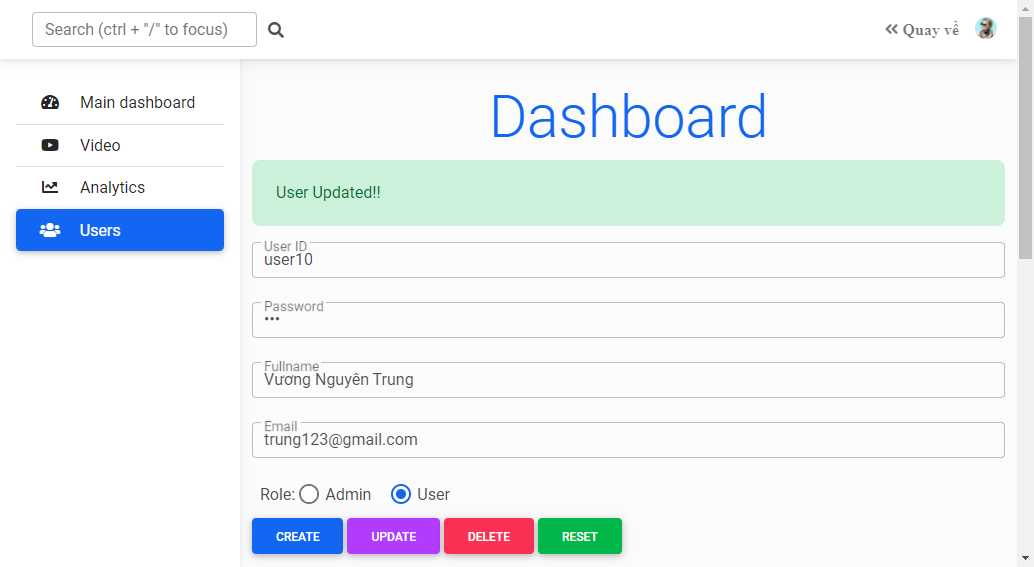 Search (ctrl + "/" to focus)
Quay về
Main dashboard
Video
Analytics
Users
Dashboard
User Updated!!
User ID
user10
Password
•••
Fullname
Vương Nguyên Trung
Email
trung123@gmail.com
Role: Admin User
CREATE UPDATE DELETE RESET